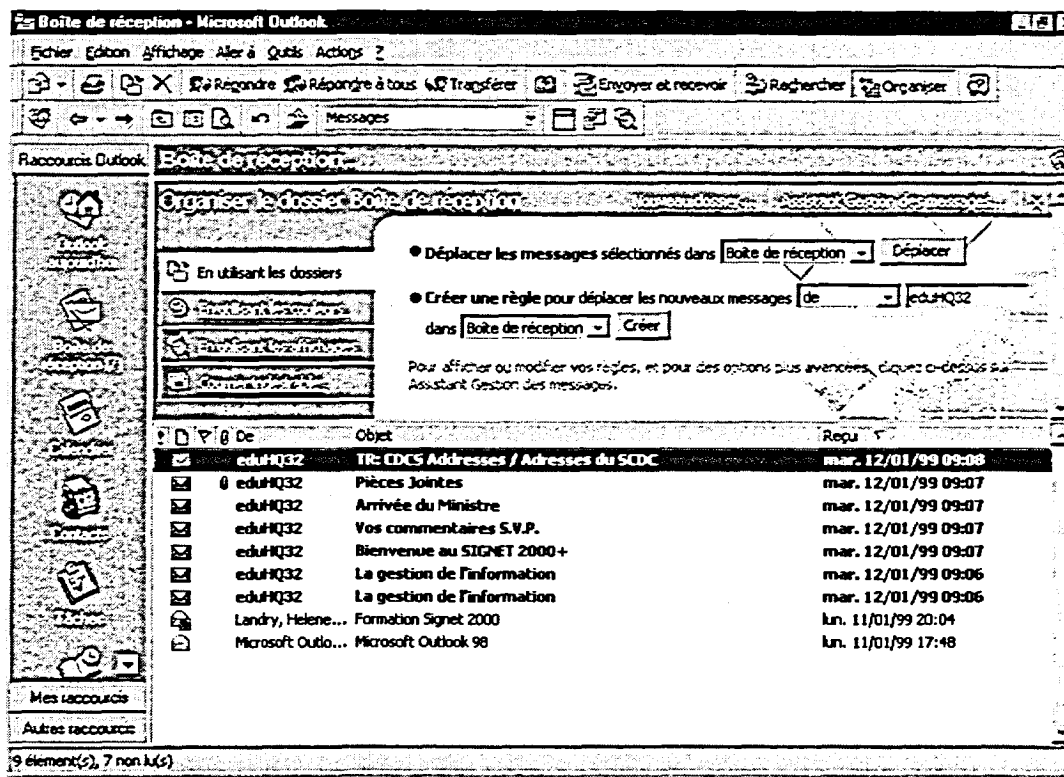 Boîte de réception - Microsoft Outlook
Fichier Edition Affichage Aller à Outils Actions ?
Répondre Répondre à tous Transférer Envoyer et recevoir Rechercher Organiser
Messages
Raccourcis Outlook Boîte de réception
Organiser le dossier Boîte de réception Nouveau dossier... Assistant Gestion des messages...
Déplacer les messages sélectionnés dans Boîte de réception Déplacer
En utilisant les dossiers
Créer une règle pour déplacer les nouveaux messages de eduHQ32
dans Boîte de réception Créer
Pour afficher ou modifier vos règles, et pour des options plus avancées, cliquez ci-dessus sur
Assistant Gestion des messages.
Calendrier
Contacts
De Objet Reçu
eduHQ32 TR: CDCS Addresses / Adresses du SCDC mar. 12/01/99 09:08
eduHQ32 Pièces Jointes mar. 12/01/99 09:07
eduHQ32 Arrivée du Ministre mar. 12/01/99 09:07
eduHQ32 Vos commentaires S.V.P. mar. 12/01/99 09:07
eduHQ32 Bienvenue au SIGNET 2000+ mar. 12/01/99 09:07
eduHQ32 La gestion de l'information mar. 12/01/99 09:06
eduHQ32 La gestion de l'information mar. 12/01/99 09:06
Landry, Helene... Formation Signet 2000 lun. 11/01/99 20:04
Microsoft Outlo... Microsoft Outlook 98 lun. 11/01/99 17:48
Mes raccourcis
Autres raccourcis
9 élément(s), 7 non lu(s)